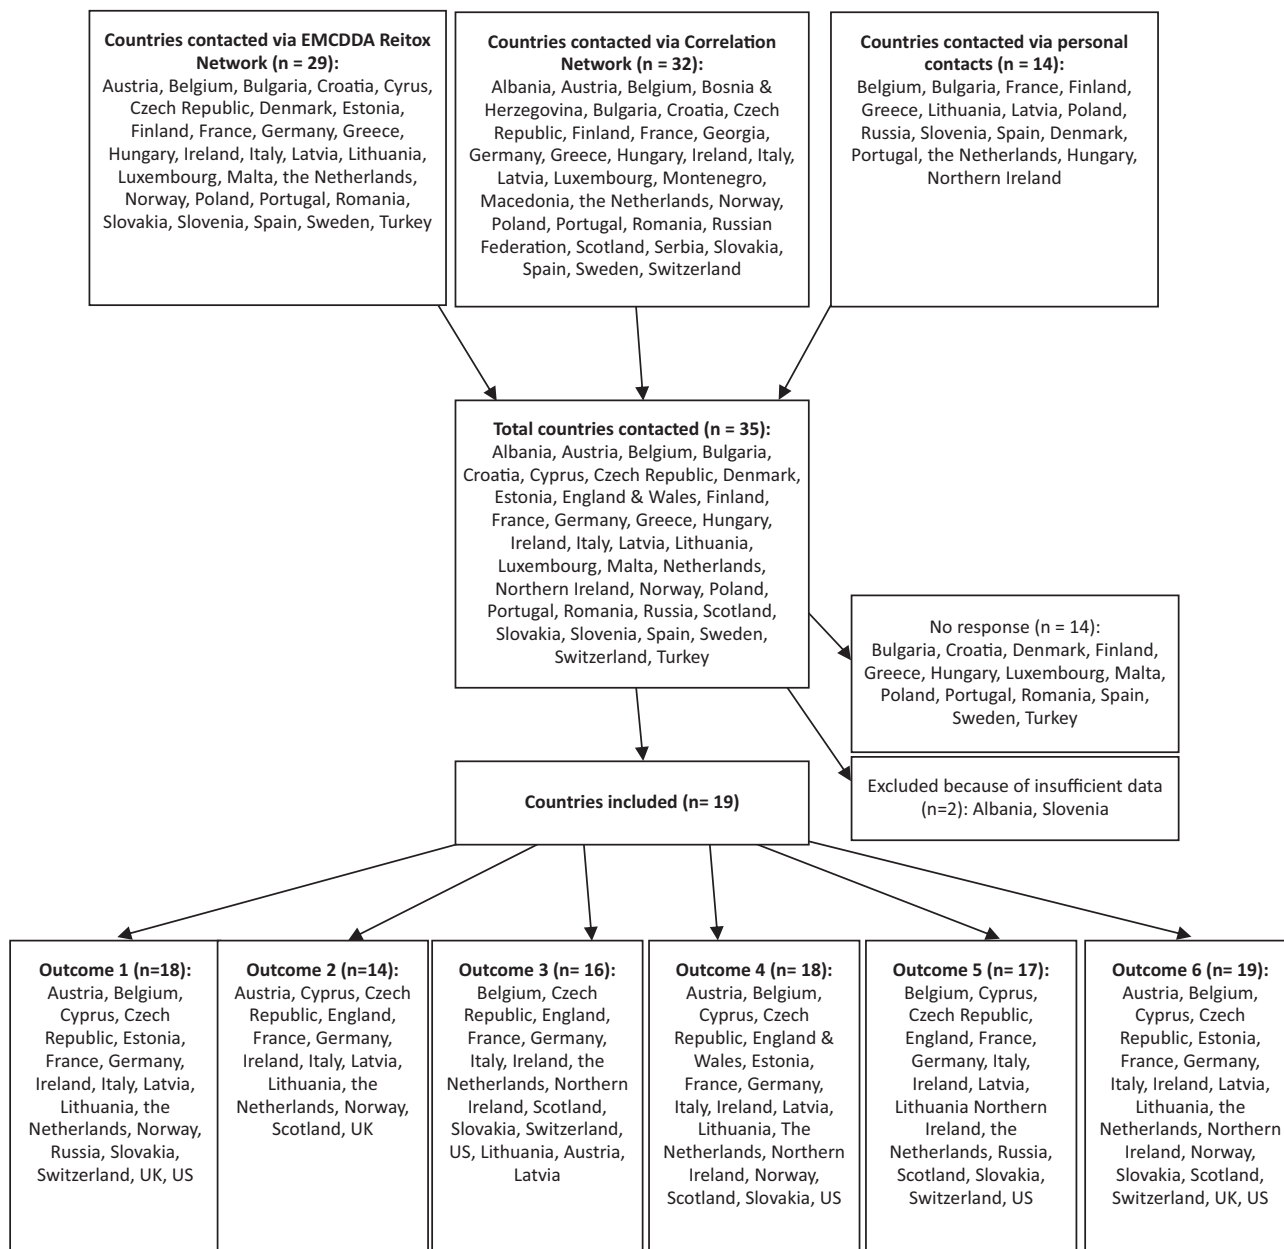 Countries contacted via EMCDDA Reitox
Network (n = 29):
Austria, Belgium, Bulgaria, Croatia, Cyrus,
Czech Republic, Denmark, Estonia,
Finland, France, Germany, Greece,
Hungary, Ireland, Italy, Latvia, Lithuania,
Luxembourg, Malta, the Netherlands,
Norway, Poland, Portugal, Romania,
Slovakia, Slovenia, Spain, Sweden, Turkey
Countries contacted via Correlation
Network (n = 32):
Albania, Austria, Belgium, Bosnia &
Herzegovina, Bulgaria, Croatia, Czech
Republic, Finland, France, Georgia,
Germany, Greece, Hungary, Ireland, Italy,
Latvia, Luxembourg, Montenegro,
Macedonia, the Netherlands, Norway,
Poland, Portugal, Romania, Russian
Federation, Scotland, Serbia, Slovakia,
Spain, Sweden, Switzerland
Countries contacted via personal
contacts (n = 14):
Belgium, Bulgaria, France, Finland,
Greece, Lithuania, Latvia, Poland,
Russia, Slovenia, Spain, Denmark,
Portugal, the Netherlands, Hungary,
Northern Ireland
Total countries contacted (n = 35):
Albania, Austria, Belgium, Bulgaria,
Croatia, Cyprus, Czech Republic, Denmark,
Estonia, England & Wales, Finland,
France, Germany, Greece, Hungary,
Ireland, Italy, Latvia, Lithuania,
Luxembourg, Malta, Netherlands,
Northern Ireland, Norway, Poland,
Portugal, Romania, Russia, Scotland,
Slovakia, Slovenia, Spain, Sweden,
Switzerland, Turkey
No response (n = 14):
Bulgaria, Croatia, Denmark, Finland,
Greece, Hungary, Luxembourg, Malta,
Poland, Portugal, Romania, Spain,
Sweden, Turkey
Excluded because of insufficient data
(n=2): Albania, Slovenia
Countries included (n= 19)
Outcome 1 (n=18):
Austria, Belgium,
Cyprus, Czech
Republic, Estonia,
France, Germany,
Ireland, Italy, Latvia,
Lithuania, the
Netherlands, Norway,
Russia, Slovakia,
Switzerland, UK, US
Outcome 2 (n=14):
Austria, Cyprus, Czech
Republic, England,
France, Germany,
Ireland, Italy, Latvia,
Lithuania, the
Netherlands, Norway,
Scotland, UK
Outcome 3 (n= 16):
Belgium, Czech
Republic, England,
France, Germany,
Italy, Ireland, the
Netherlands, Northern
Ireland, Scotland,
Slovakia, Switzerland,
US, Lithuania, Austria,
Latvia
Outcome 4 (n= 18):
Austria, Belgium,
Cyprus, Czech
Republic, England &
Wales, Estonia,
France, Germany,
Italy, Ireland, Latvia,
Lithuania, The
Netherlands, Northern
Ireland, Norway,
Scotland, Slovakia, US
Outcome 5 (n= 17):
Belgium, Cyprus,
Czech Republic,
England, France,
Germany, Italy,
Ireland, Latvia,
Lithuania Northern
Ireland, the
Netherlands, Russia,
Scotland, Slovakia,
Switzerland, US
Outcome 6 (n= 19):
Austria, Belgium,
Cyprus, Czech
Republic, Estonia,
France, Germany,
Italy, Ireland, Latvia,
Lithuania, the
Netherlands, Northern
Ireland, Norway,
Slovakia, Scotland,
Switzerland, UK, US